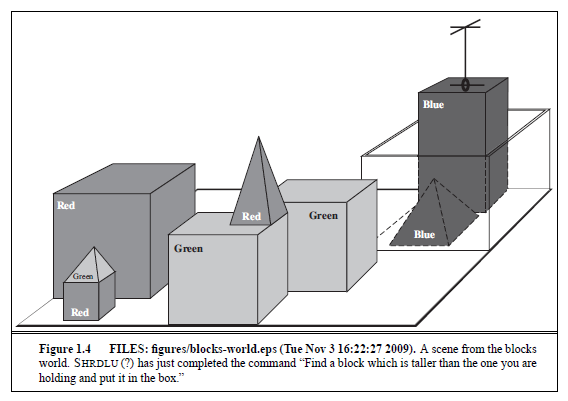 Blue
Red
Red
Green
Green
Blue
Green
Red
Figure 1.4 FILES: figures/blocks-world.eps (Tue Nov 3 16:22:27 2009). A scene from the blocks
world. SHRDLU (?) has just completed the command “Find a block which is taller than the one you are
holding and put it in the box.”